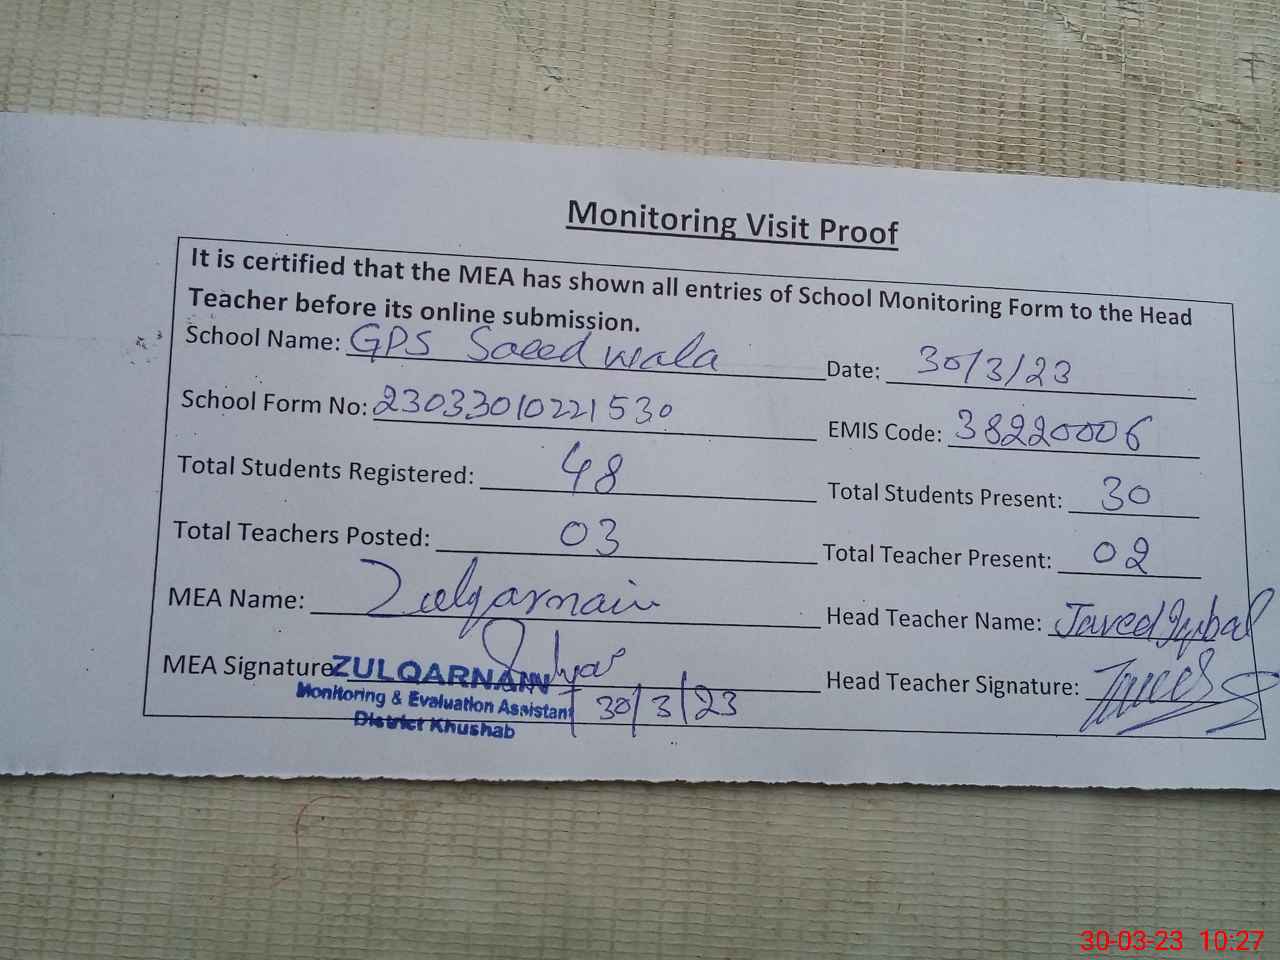 Monitoring Visit Proof
It is certified that the MEA has shown all entries of School Monitoring Form to the Head
Teacher before its online submission.
School Name: GPS Saeed wala Date: 30/3/23
School Form No: 23033010221530 EMIS Code: 38220006
Total Students Registered: 48 Total Students Present: 30
Total Teachers Posted: 03 Total Teacher Present: 02
MEA Name: Zulqarnain Head Teacher Name: Javed Iqbal
MEA Signature Head Teacher Signature:
ZULQARNAIN
Monitoring & Evaluation Assistant 30/3/23
District Khushab
30-03-23 10:27